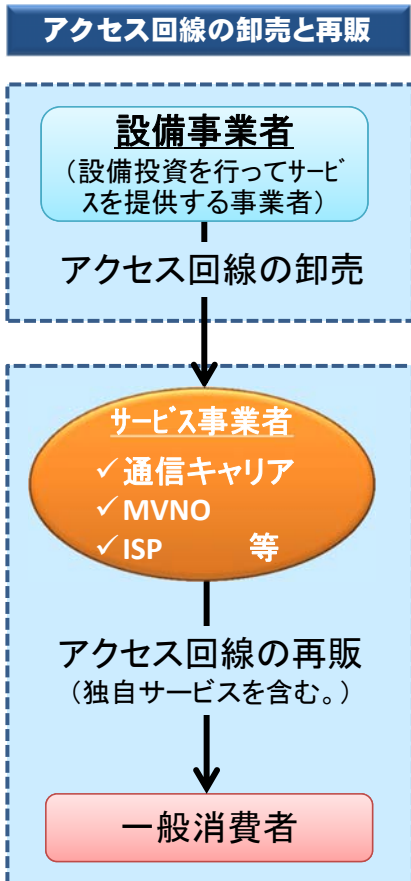 アクセス回線の卸売と再販
設備事業者
（設備投資を行ってサービ
スを提供する事業者）
アクセス回線の卸売
サービス事業者
✓通信キャリア
✓MVNO
✓ISP 等
アクセス回線の再販
（独自サービスを含む。）
一般消費者